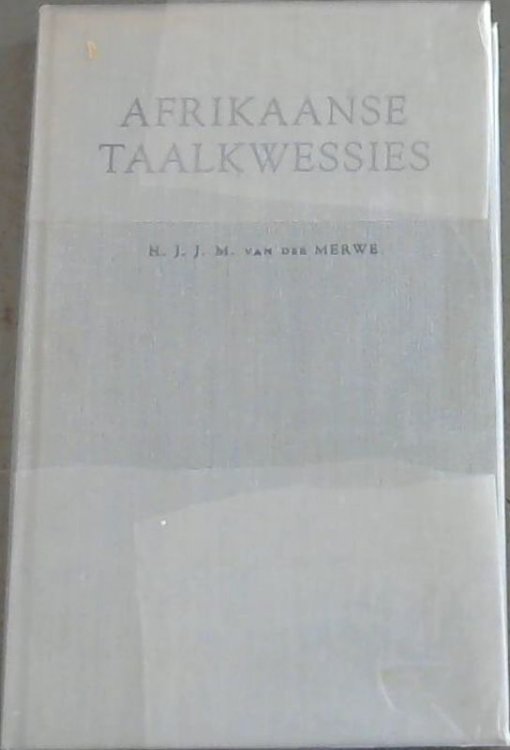 AFRIKAANSE
TAALKWESSIES
H. J. J. M. VAN DER MERWE